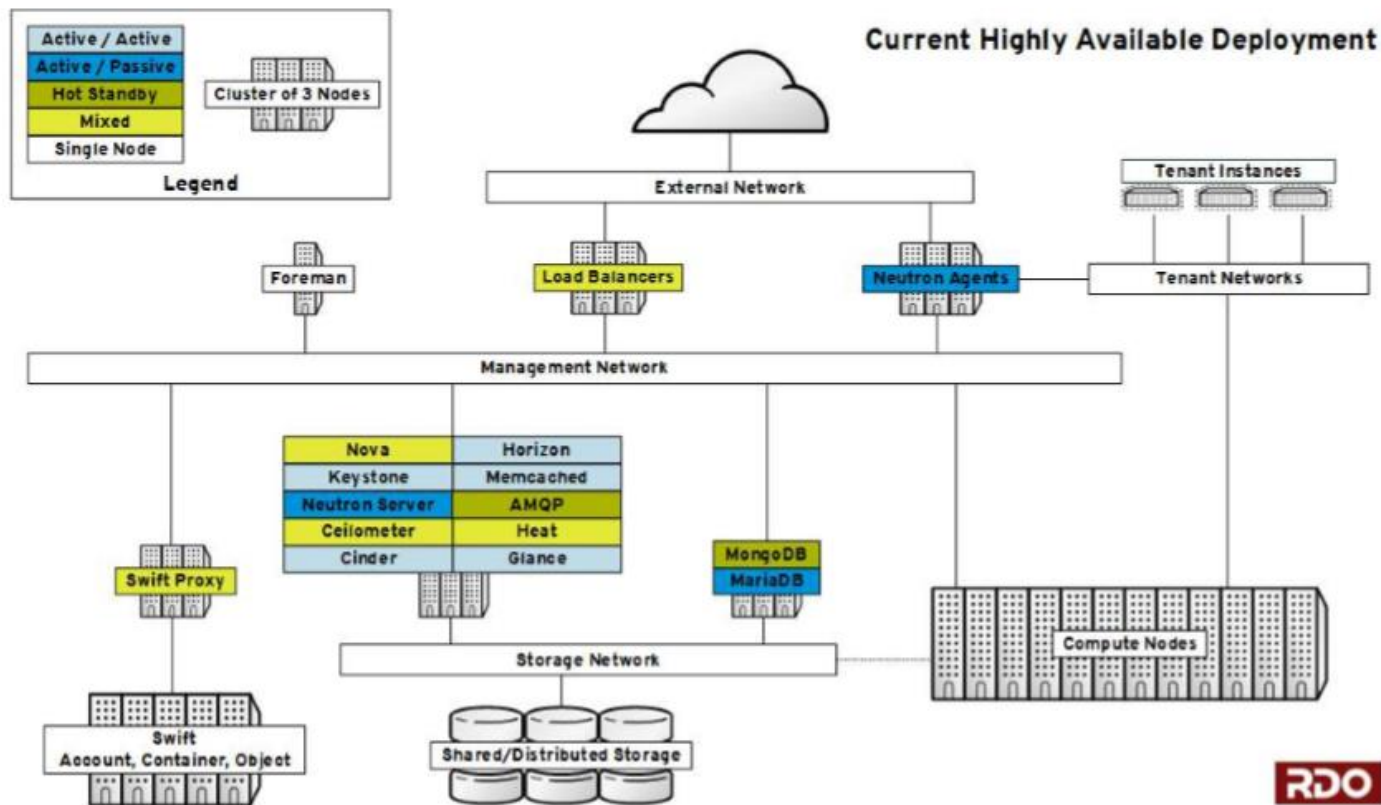 Current Highly Available Deployment
Active / Active
Active / Passive
Hot Standby
Mixed
Single Node
Cluster of 3 Nodes
Legend
External Network
Tenant Instances
Foreman
Load Balancers
Neutron Agents
Tenant Networks
Management Network
Nova
Horizon
Keystone
Memcached
Neutron Server
AMQP
Ceilometer
Heat
Cinder
Glance
Swift Proxy
MongoDB
MariaDB
Compute Nodes
Storage Network
Swift
Account, Container, Object
Shared/Distributed Storage
RDO